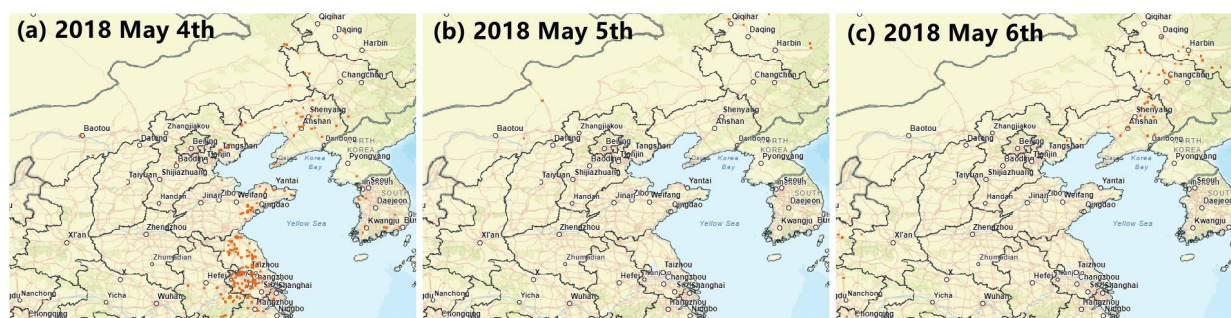 (a) 2018 May 4th
Qiqihar
Daqing
Harbin
Changchun
Shenyang
Anshan
Baotou
Zhangjiakou
Datong
Beijing
Tangshan
Tianjin
Baoding
Dandong
NORTH
KOREA
Korea
Bay
Pyongyang
Taiyuan
Shijiazhuang
Yantai
Seoul
SOUTH
Handan
Jinan
Zibo
Weifang
Qingdao
Daejeon
Yellow Sea
Kwangju
Xi'an
Zhengzhou
Zhumadian
Taizhou
Hefei
Changzhou
Shanghai
Nanchong
Yicha
Wuhan
Hangzhou
Ningbo
Chongqing
(b) 2018 May 5th
Qiqihar
Daqing
Harbin
Changchun
Shenyang
Anshan
Baotou
Zhangjiakou
Datong
Beijing
Tangshan
Tianjin
Baoding
Dandong
NORTH
KOREA
Korea
Bay
Pyongyang
Taiyuan
Shijiazhuang
Yantai
Seoul
SOUTH
Handan
Jinan
Zibo
Weifang
Qingdao
Daejeon
Yellow Sea
Kwangju
Xi'an
Zhengzhou
Zhumadian
Taizhou
Hefei
Changzhou
Shanghai
Nanchong
Yicha
Wuhan
Hangzhou
Ningbo
Chongqing
(c) 2018 May 6th
Qiqihar
Daqing
Harbin
Changchun
Shenyang
Anshan
Baotou
Zhangjiakou
Datong
Beijing
Tangshan
Tianjin
Baoding
Dandong
NORTH
KOREA
Korea
Bay
Pyongyang
Taiyuan
Shijiazhuang
Yantai
Seoul
SOUTH
Handan
Jinan
Zibo
Weifang
Qingdao
Daejeon
Yellow Sea
Kwangju
Xi'an
Zhengzhou
Zhumadian
Taizhou
Hefei
Changzhou
Shanghai
Nanchong
Yicha
Wuhan
Hangzhou
Ningbo
Chongqing